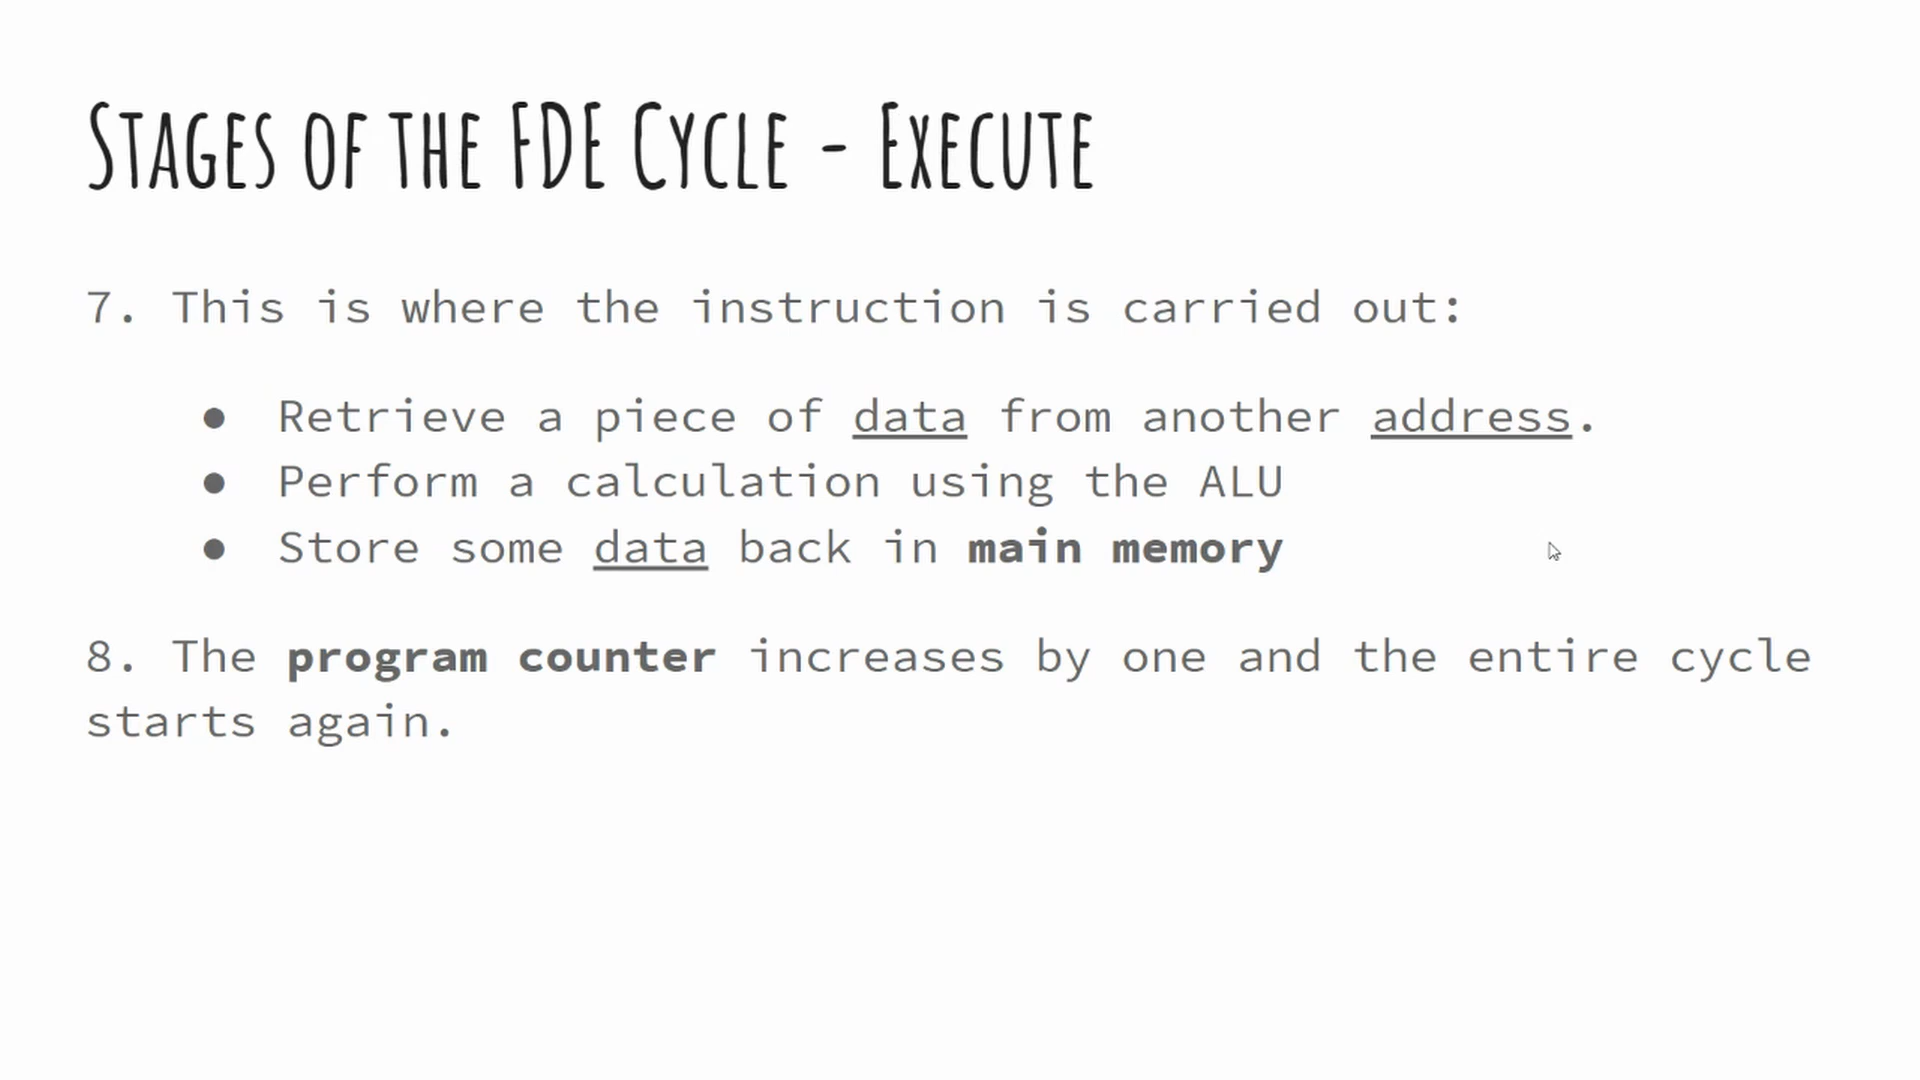 STAGES OF THE FDE CYCLE - EXECUTE
7. This is where the instruction is carried out:
● Retrieve a piece of data from another address.
● Perform a calculation using the ALU
● Store some data back in main memory
8. The program counter increases by one and the entire cycle
starts again.